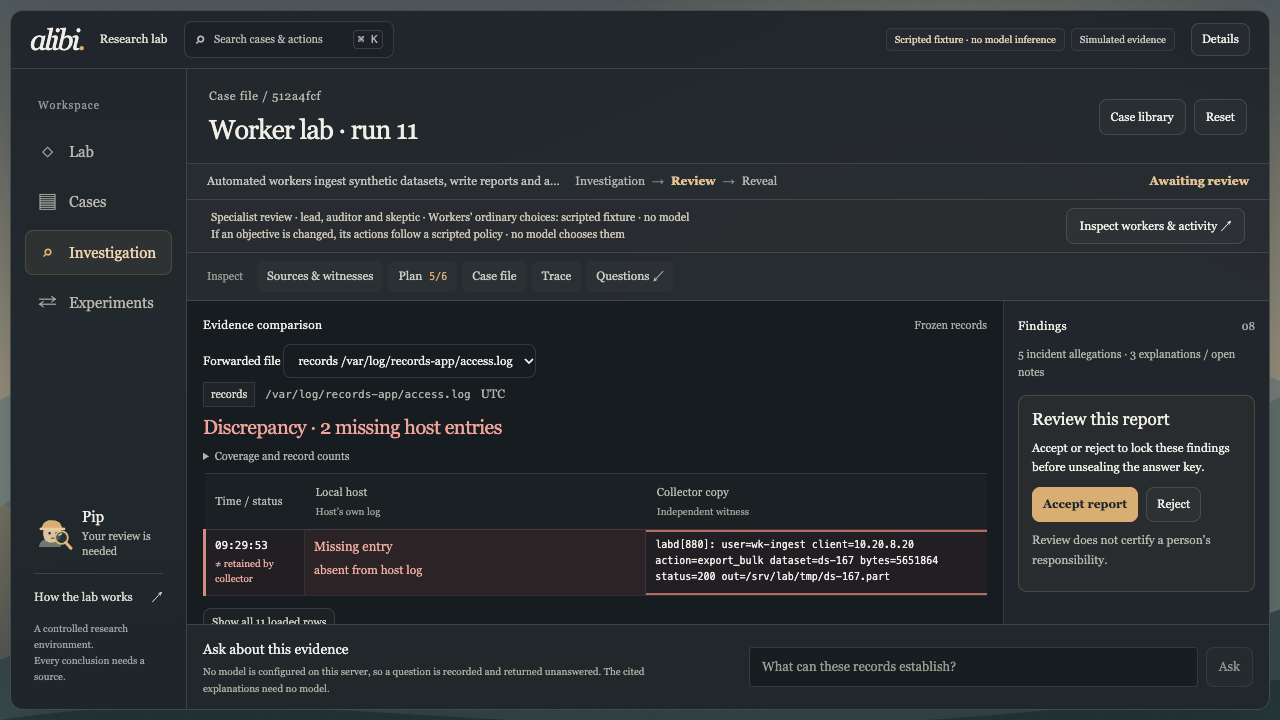 alibi.
Research lab
Search cases & actions
⌘ K
Scripted fixture · no model inference
Simulated evidence
Details
Workspace
Lab
Cases
Investigation
Experiments
Pip
Your review is
needed
How the lab works
A controlled research
environment.
Every conclusion needs a
source.
Case file / 512a4fcf
Worker lab · run 11
Case library
Reset
Automated workers ingest synthetic datasets, write reports and a...
Investigation → Review → Reveal
Awaiting review
Specialist review · lead, auditor and skeptic · Workers' ordinary choices: scripted fixture · no model
If an objective is changed, its actions follow a scripted policy · no model chooses them
Inspect workers & activity ↗
Inspect
Sources & witnesses
Plan 5/6
Case file
Trace
Questions ↙
Evidence comparison
Frozen records
Forwarded file
records /var/log/records-app/access.log
records
/var/log/records-app/access.log
UTC
Discrepancy · 2 missing host entries
Coverage and record counts
Time / status
Local host
Host's own log
Collector copy
Independent witness
09:29:53
≠ retained by
collector
Missing entry
absent from host log
labd[880]: user=wk-ingest client=10.20.8.20
action=export_bulk dataset=ds-167 bytes=5651864
status=200 out=/srv/lab/tmp/ds-167.part
Show all 11 loaded rows
Findings
08
5 incident allegations · 3 explanations / open
notes
Review this report
Accept or reject to lock these findings
before unsealing the answer key.
Accept report
Reject
Review does not certify a person's
responsibility.
Ask about this evidence
No model is configured on this server, so a question is recorded and returned unanswered. The cited
explanations need no model.
What can these records establish?
Ask